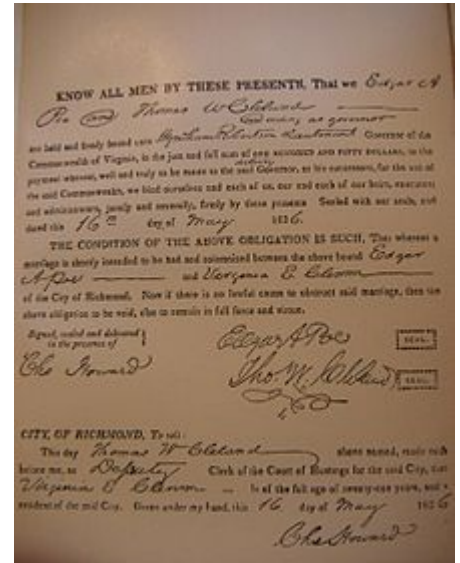 KNOW ALL MEN BY THESE PRESENTS, That we Edgar A
Poe and Thomas W Cleland
acting as governor
are held and firmly bound unto Wyndham Robertson Lieutenant Governor of the
Commonwealth of Virginia, in the just and full sum of ONE HUNDRED AND FIFTY DOLLARS, to the
payment whereof, well and truly to be made to the said Governor, or his successors, for the use of
the said Commonwealth, we bind ourselves and each of us, our and each of our heirs, executors
and administrators, jointly and severally, firmly by these presents. Sealed with our seals, and
dated this 16th day of May 1836.
THE CONDITION OF THE ABOVE OBLIGATION IS SUCH, That whereas a
marriage is shortly intended to be had and solemnized between the above bound Edgar
A Poe and Virginia E. Clemm
of the City of Richmond. Now if there is no lawful cause to obstruct said marriage, then the
above obligation to be void, else to remain in full force and virtue.
Signed, sealed and delivered
in the presence of
Edgar A Poe SEAL.
Cha Howard
Tho. W. Cleland SEAL.
CITY OF RICHMOND, To wit:
This day Thomas W Cleland above named, made oath
before me, as Deputy Clerk of the Court of Hustings for the said City, that
Virginia E Clemm is of the full age of twenty-one years, and a
resident of the said City. Given under my hand, this 16 day of May 1836
Cha Howard